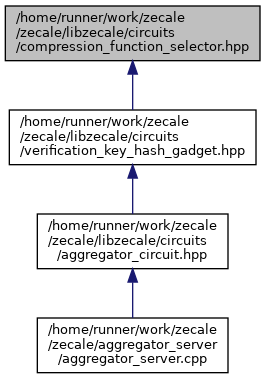 /home/runner/work/zecale
/zecale/libzecale/circuits
/compression_function_selector.hpp
/home/runner/work/zecale
/zecale/libzecale/circuits
/verification_key_hash_gadget.hpp
/home/runner/work/zecale
/zecale/libzecale/circuits
/aggregator_circuit.hpp
/home/runner/work/zecale
/zecale/aggregator_server
/aggregator_server.cpp